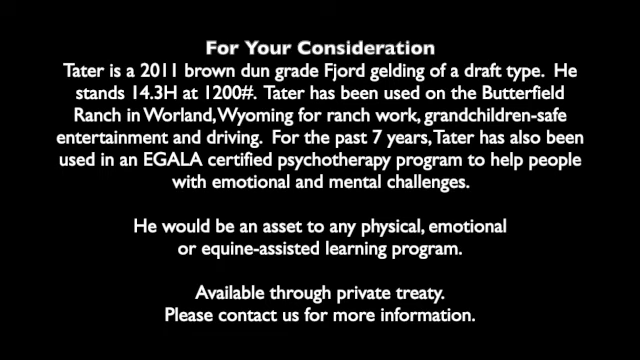 For Your Consideration
Tater is a 2011 brown dun grade Fjord gelding of a draft type. He
stands 14.3H at 1200#. Tater has been used on the Butterfield
Ranch in Worland, Wyoming for ranch work, grandchildren-safe
entertainment and driving. For the past 7 years, Tater has also been
used in an EGALA certified psychotherapy program to help people
with emotional and mental challenges.
He would be an asset to any physical, emotional
or equine-assisted learning program.
Available through private treaty.
Please contact us for more information.